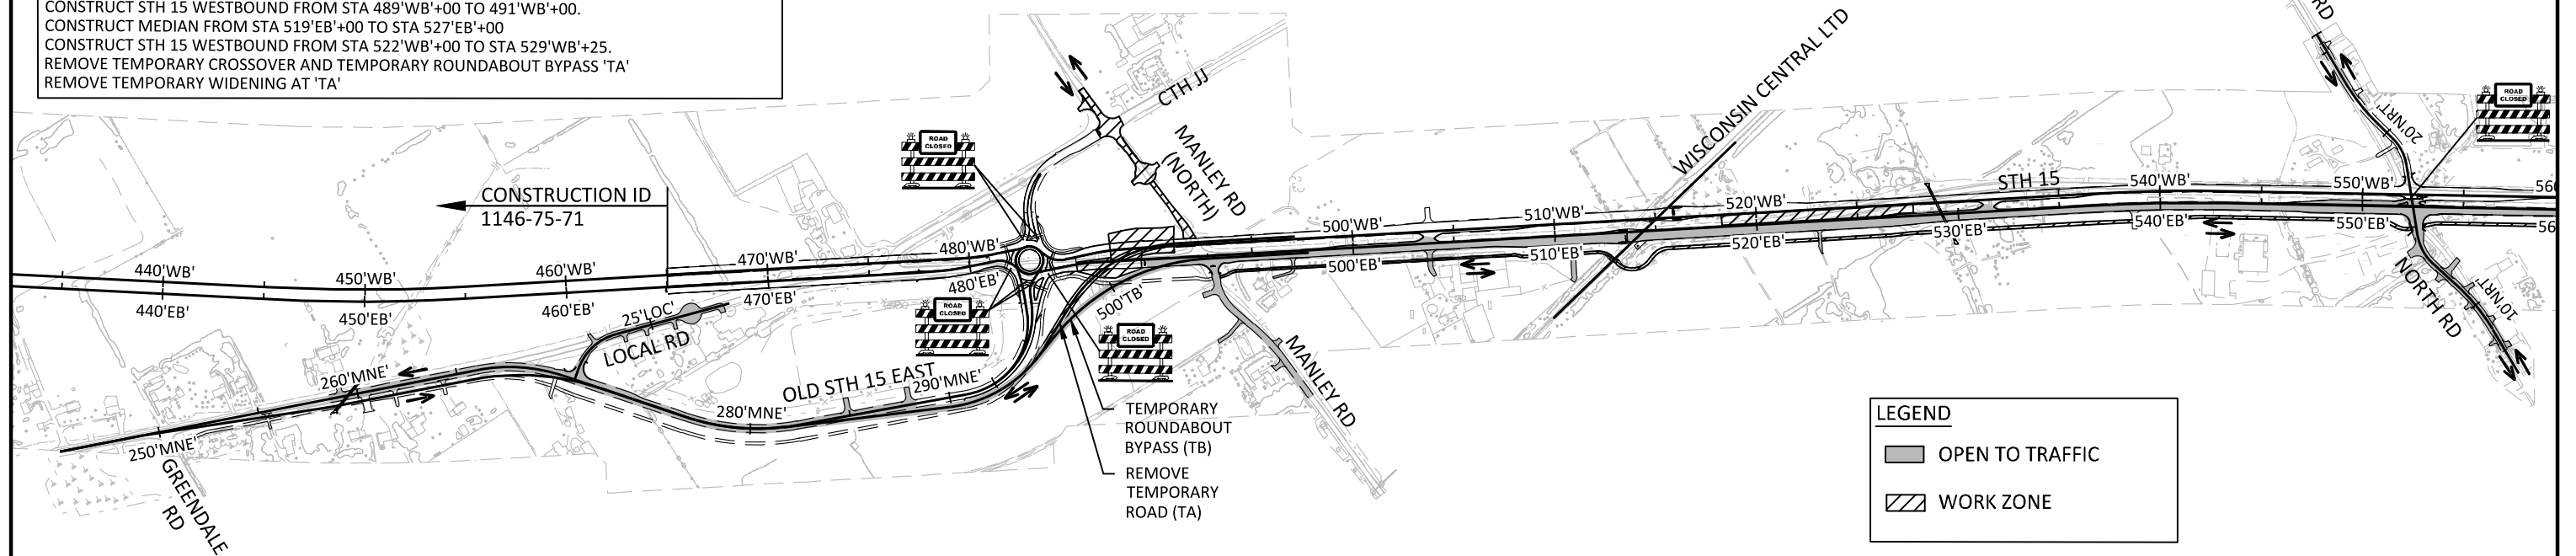 CONSTRUCT STH 15 WESTBOUND FROM STA 489'WB'+00 TO 491'WB'+00.
CONSTRUCT MEDIAN FROM STA 519'EB'+00 TO STA 527'EB'+00
CONSTRUCT STH 15 WESTBOUND FROM STA 522'WB'+00 TO STA 529'WB'+25.
REMOVE TEMPORARY CROSSOVER AND TEMPORARY ROUNDABOUT BYPASS 'TA'
REMOVE TEMPORARY WIDENING AT 'TA'
RD
CTH JJ
MANLEY RD
(NORTH)
WISCONSIN CENTRAL LTD
ROAD
CLOSED
ROAD
CLOSED
20'NRT'
CONSTRUCTION ID
1146-75-71
STH 15
440'WB'
450'WB'
460'WB'
470'WB'
480'WB'
500'WB'
510'WB'
520'WB'
540'WB'
550'WB'
560
440'EB'
450'EB'
460'EB'
470'EB'
480'EB'
500'EB'
510'EB'
520'EB'
530'EB'
540'EB'
550'EB'
56
500'TB'
25'LOC'
LOCAL RD
ROAD
CLOSED
ROAD
CLOSED
NORTH RD
10'NRT'
MANLEY RD
260'MNE'
OLD STH 15 EAST
290'MNE'
280'MNE'
250'MNE'
GREENDALE
RD
TEMPORARY
ROUNDABOUT
BYPASS (TB)
REMOVE
TEMPORARY
ROAD (TA)
LEGEND
OPEN TO TRAFFIC
WORK ZONE